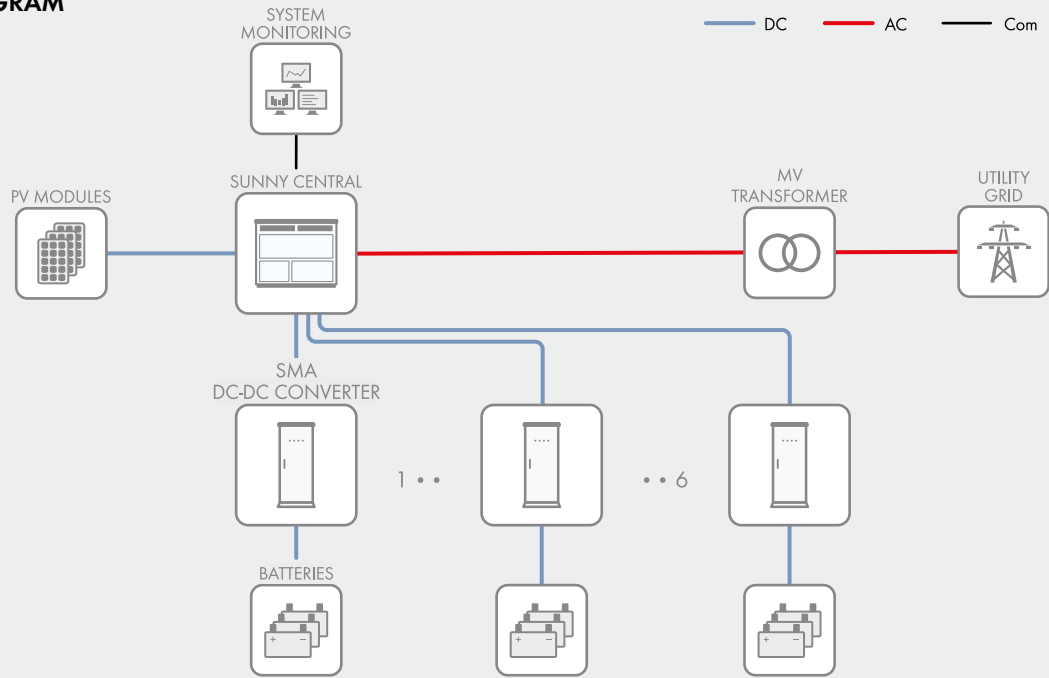 GRAM
SYSTEM
MONITORING
DC
AC
Com
PV MODULES
SUNNY CENTRAL
MV
TRANSFORMER
UTILITY
GRID
SMA
DC-DC CONVERTER
1 • •
• • 6
BATTERIES